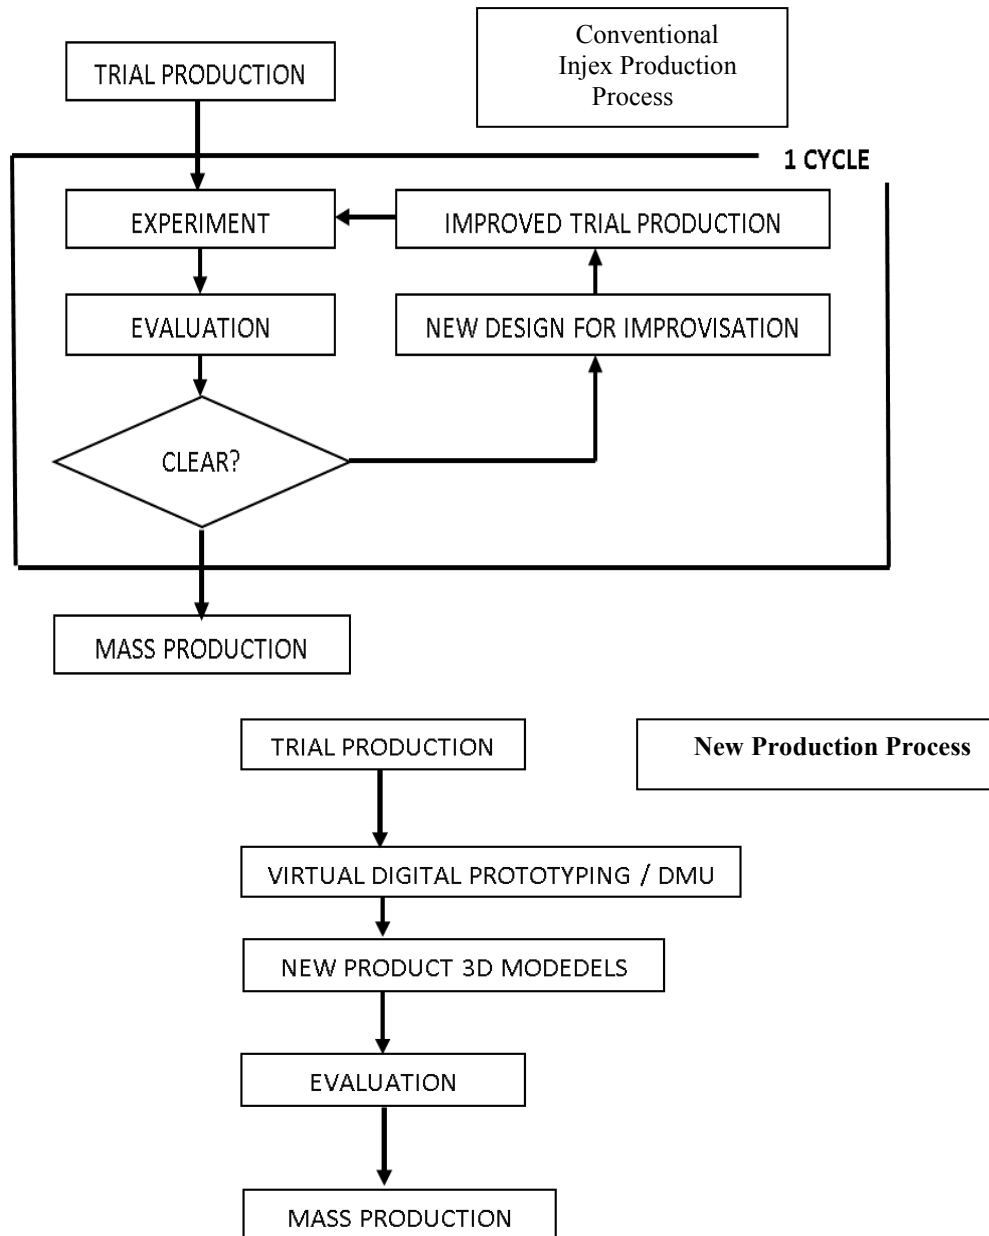 Conventional
Injex Production
Process
TRIAL PRODUCTION
1 CYCLE
EXPERIMENT
IMPROVED TRIAL PRODUCTION
EVALUATION
NEW DESIGN FOR IMPROVISATION
CLEAR?
MASS PRODUCTION
New Production Process
TRIAL PRODUCTION
VIRTUAL DIGITAL PROTOTYPING / DMU
NEW PRODUCT 3D MODEDELS
EVALUATION
MASS PRODUCTION